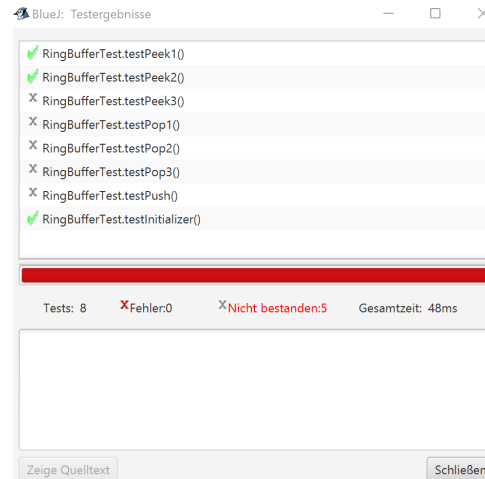 BlueJ: Testergebnisse
RingBufferTest.testPeek1()
RingBufferTest.testPeek2()
RingBufferTest.testPeek3()
RingBufferTest.testPop1()
RingBufferTest.testPop2()
RingBufferTest.testPop3()
RingBufferTest.testPush()
RingBufferTest.testInitializer()
Tests: 8 Fehler:0 Nicht bestanden:5 Gesamtzeit: 48ms
Zeige Quelltext Schließen